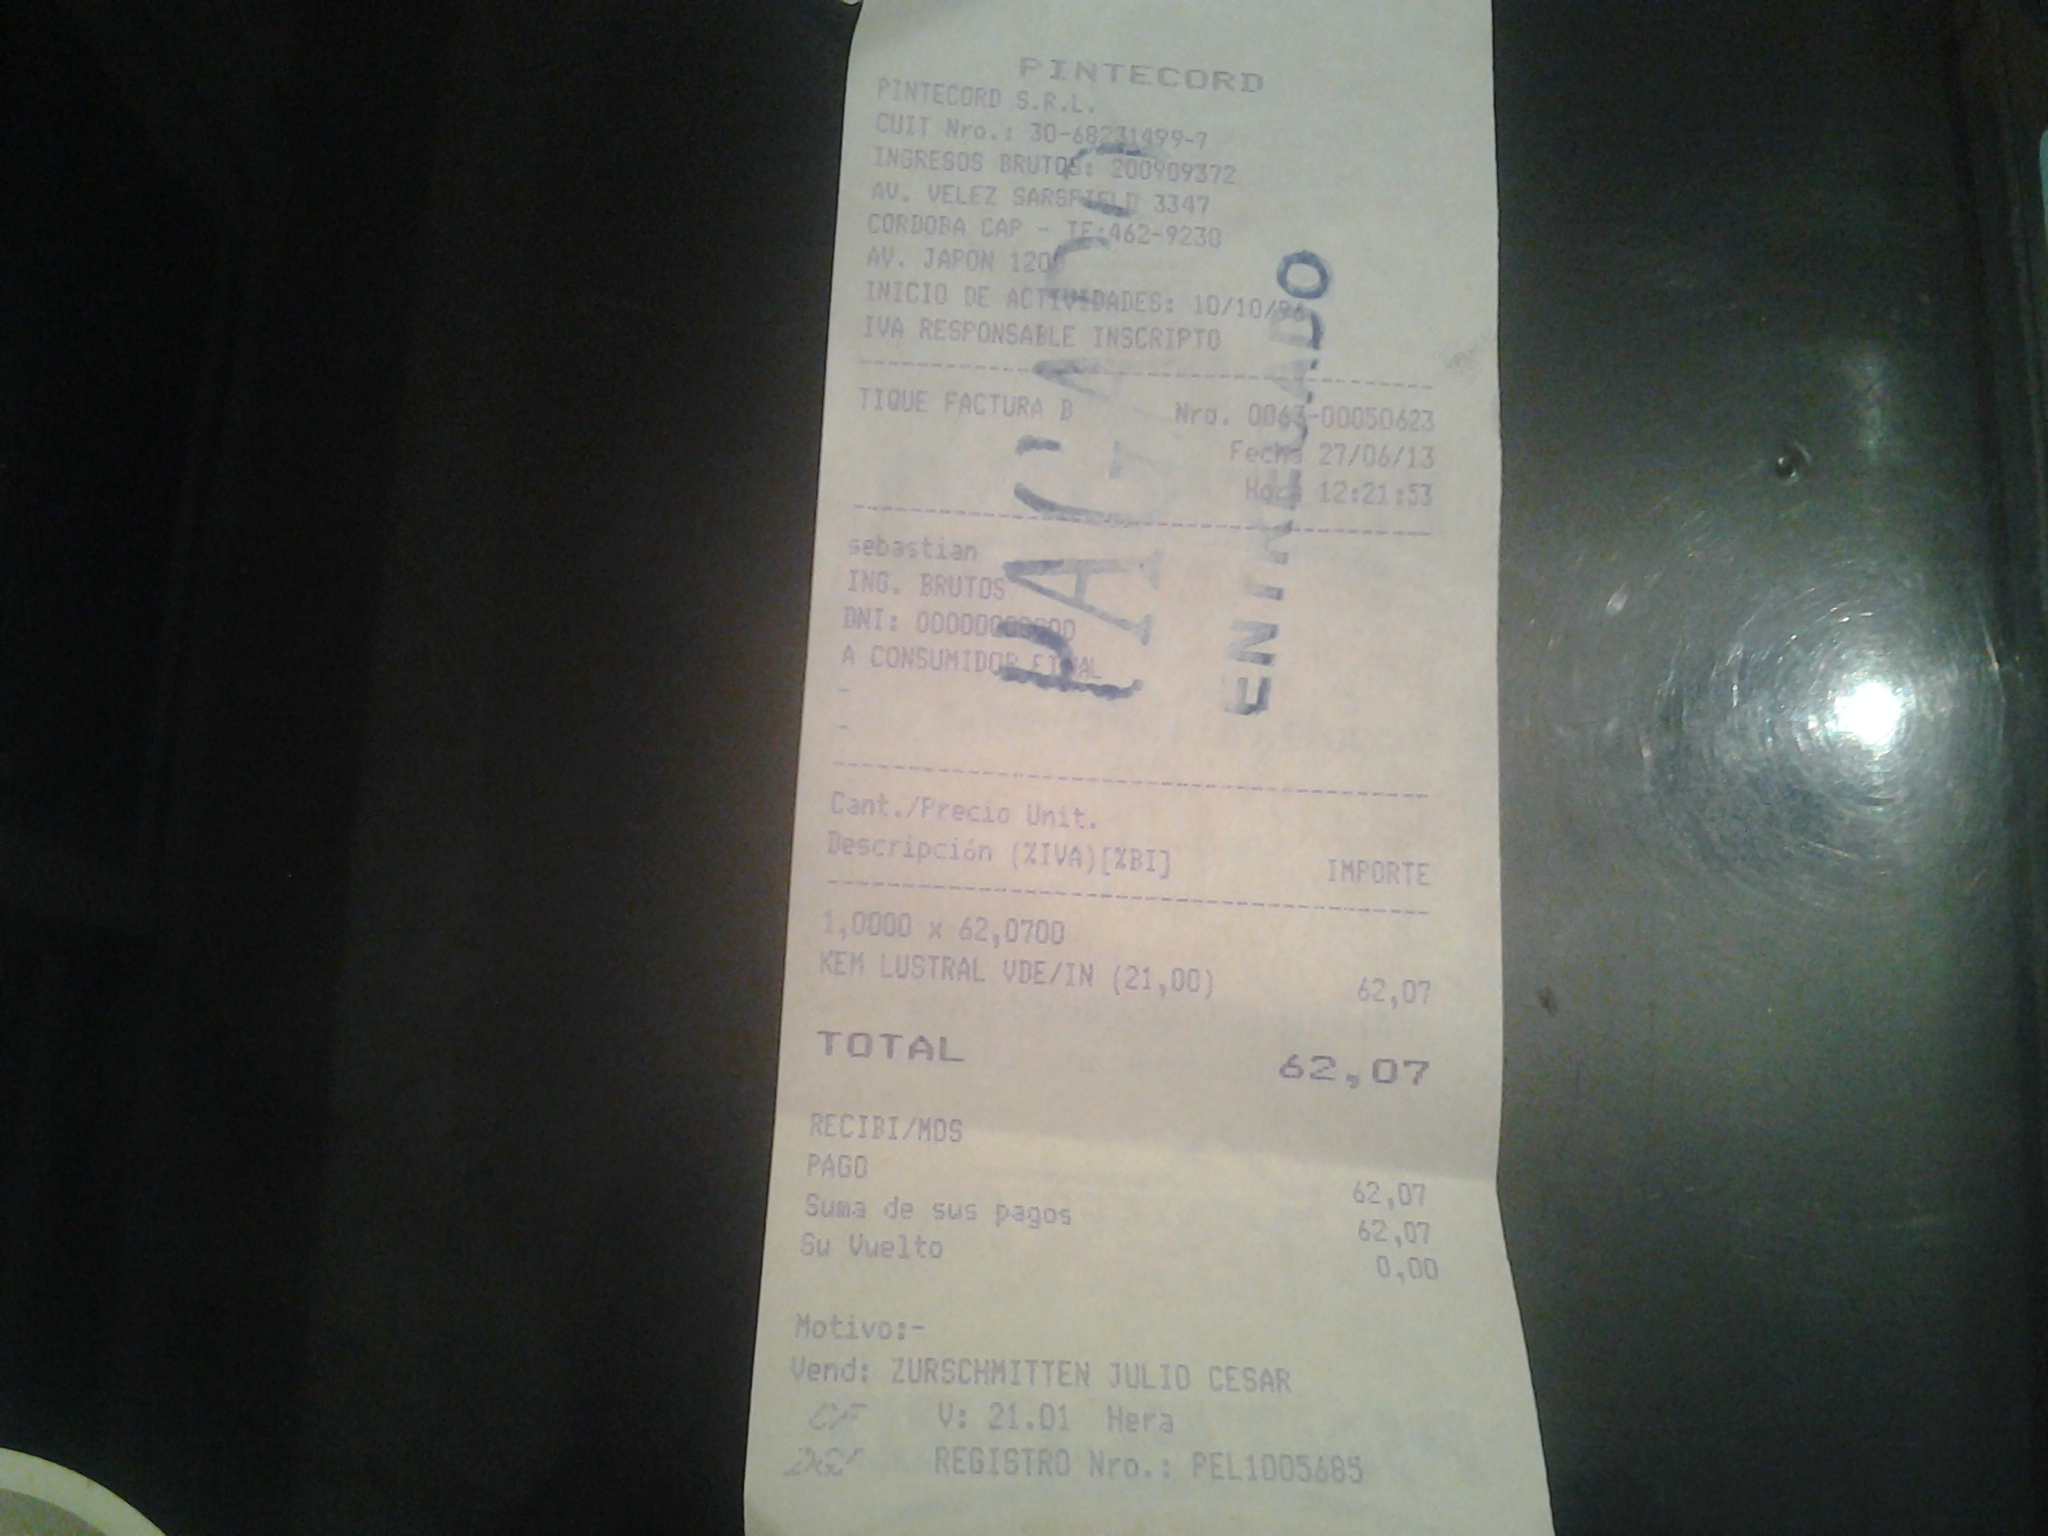 PINTECORD
PINTECORD S.R.L.
CUIT Nro.: 30-68231499-7
INGRESOS BRUTOS: 200909372
AV. VELEZ SARSFIELD 3347
CORDOBA CAP - TE:462-9230
AV. JAPON 1200
INICIO DE ACTIVIDADES: 10/10/96
IVA RESPONSABLE INSCRIPTO
TIQUE FACTURA B Nro. 0063-00050623
Fecha 27/06/13
Hora 12:21:53
PAGADO
ENTREGADO
sebastian
ING. BRUTOS
DNI: 00000000000
A CONSUMIDOR FINAL
-
-
Cant./Precio Unit.
Descripción (%IVA)[%BI] IMPORTE
1,0000 x 62,0700
KEM LUSTRAL VDE/IN (21,00) 62,07
TOTAL 62,07
RECIBI/MOS
PAGO 62,07
Suma de sus pagos 62,07
Su Vuelto 0,00
Motivo:-
Vend: ZURSCHMITTEN JULIO CESAR
CF V: 21.01 Hera
DGI REGISTRO Nro.: PEL1005685